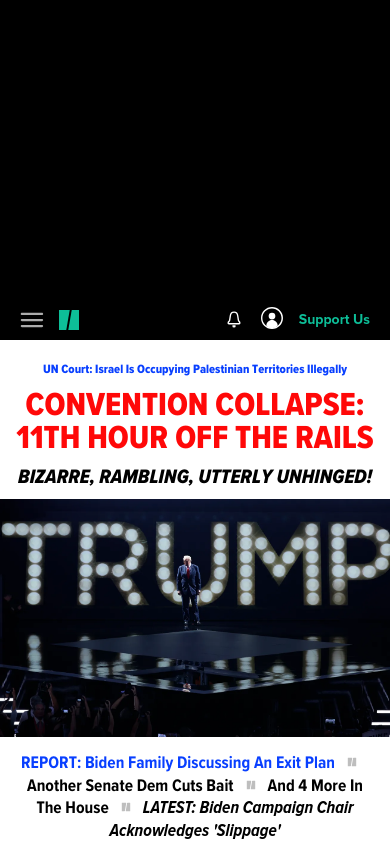 Support Us
UN Court: Israel Is Occupying Palestinian Territories Illegally
CONVENTION COLLAPSE:
11TH HOUR OFF THE RAILS
BIZARRE, RAMBLING, UTTERLY UNHINGED!
TRUMP
REPORT: Biden Family Discussing An Exit Plan
Another Senate Dem Cuts Bait And 4 More In
The House LATEST: Biden Campaign Chair
Acknowledges 'Slippage'